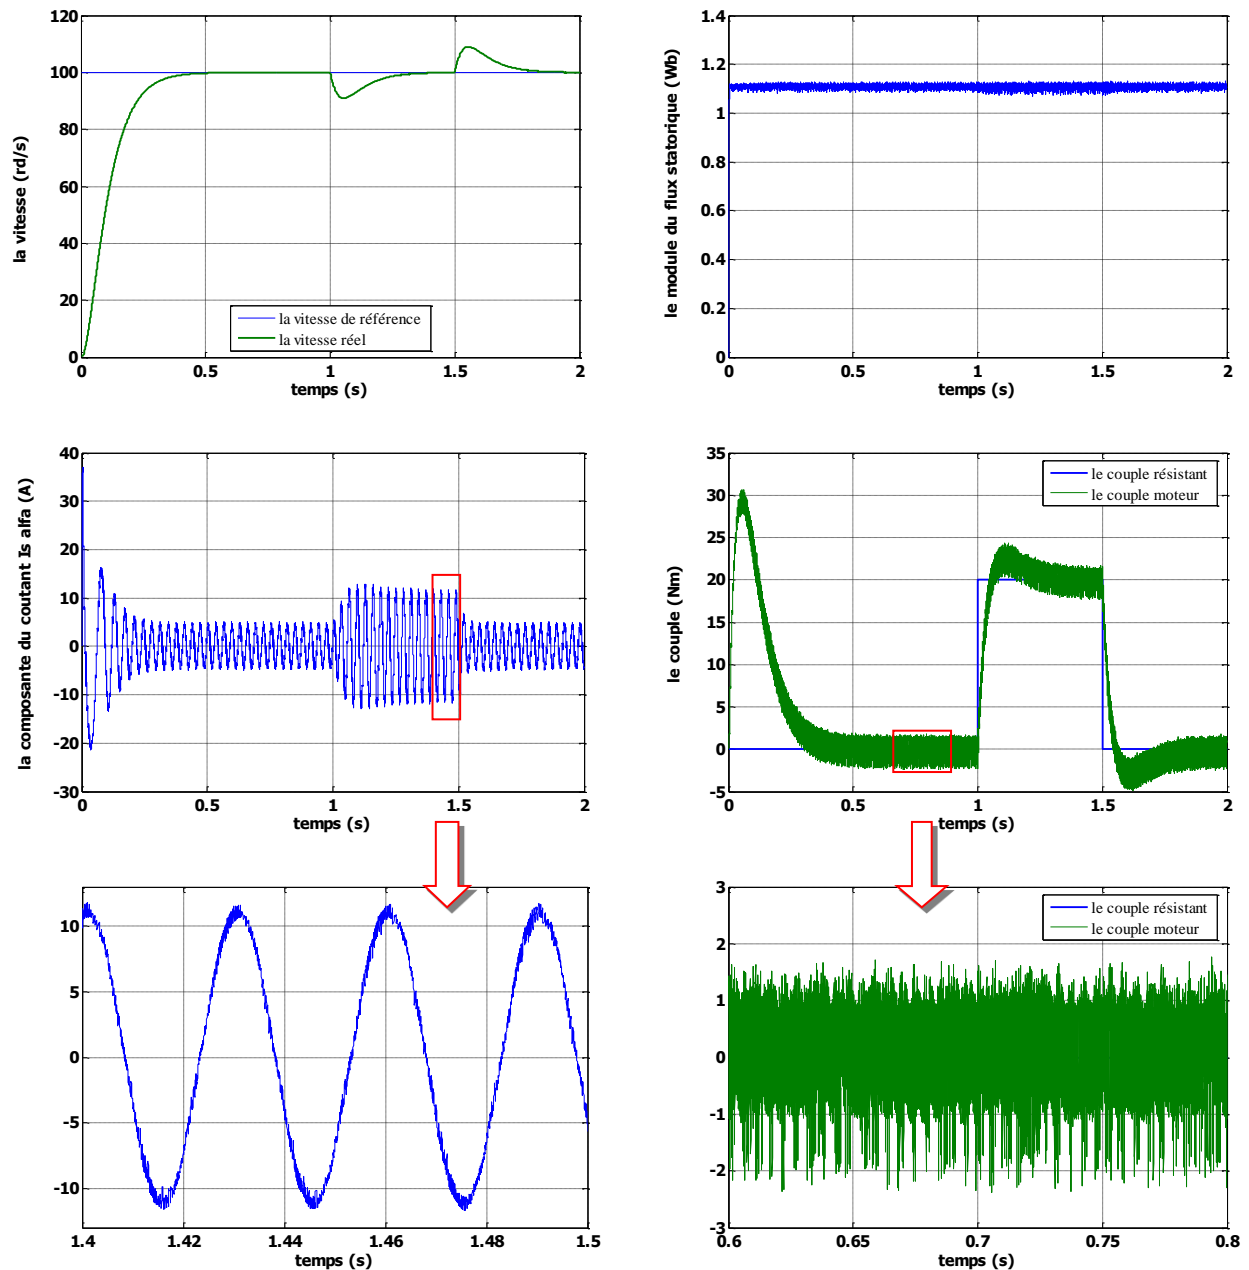 120
100
80
60
40
20
0
la vitesse (rd/s)
la vitesse de référence
la vitesse réel
0 0.5 1 1.5 2
temps (s)
1.4
1.2
1
0.8
0.6
0.4
0.2
0
le module du flux statorique (Wb)
0 0.5 1 1.5 2
temps (s)
40
30
20
10
0
-10
-20
-30
la composante du coutant Is alfa (A)
0 0.5 1 1.5 2
temps (s)
35
30
25
20
15
10
5
0
-5
le couple (Nm)
le couple résistant
le couple moteur
0 0.5 1 1.5 2
temps (s)
10
5
0
-5
-10
1.4 1.42 1.44 1.46 1.48 1.5
temps (s)
3
2
1
0
-1
-2
-3
le couple résistant
le couple moteur
0.6 0.65 0.7 0.75 0.8
temps (s)